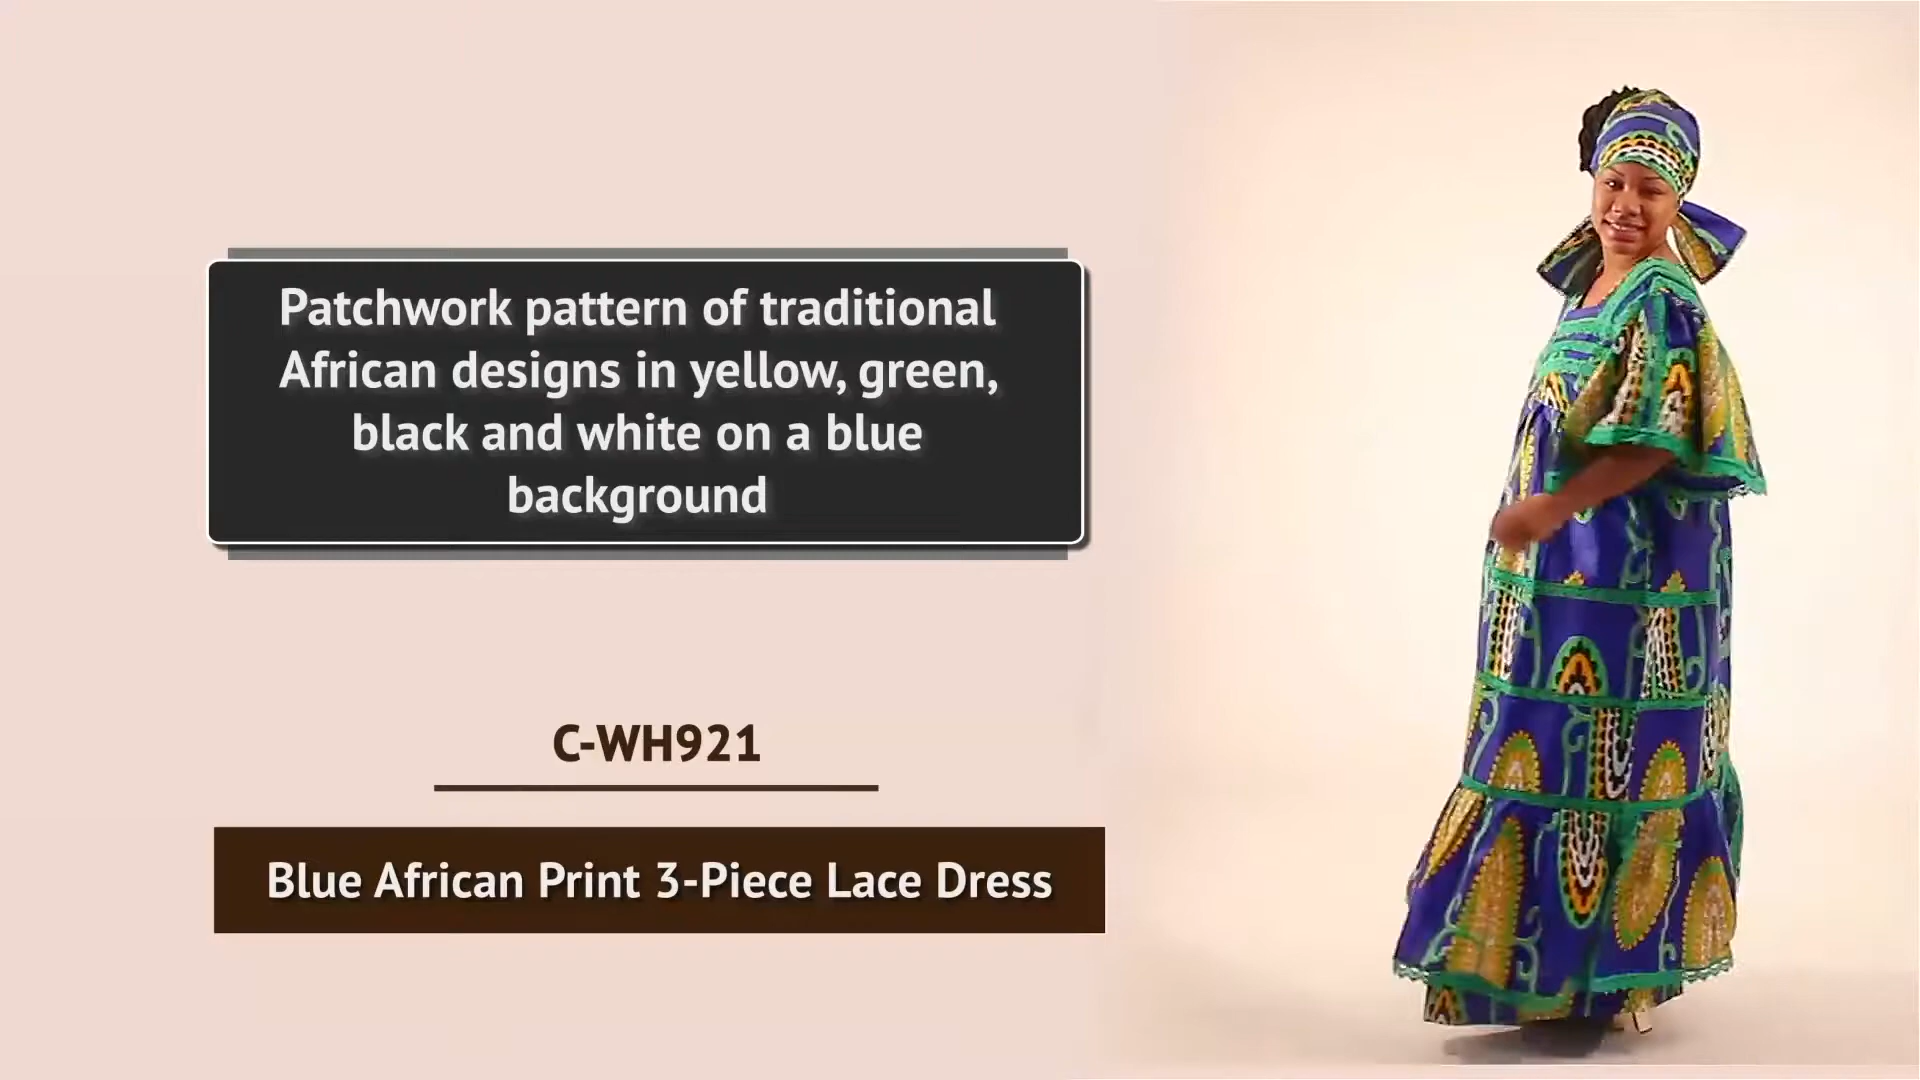 Patchwork pattern of traditional
African designs in yellow, green,
black and white on a blue
background
C-WH921
Blue African Print 3-Piece Lace Dress